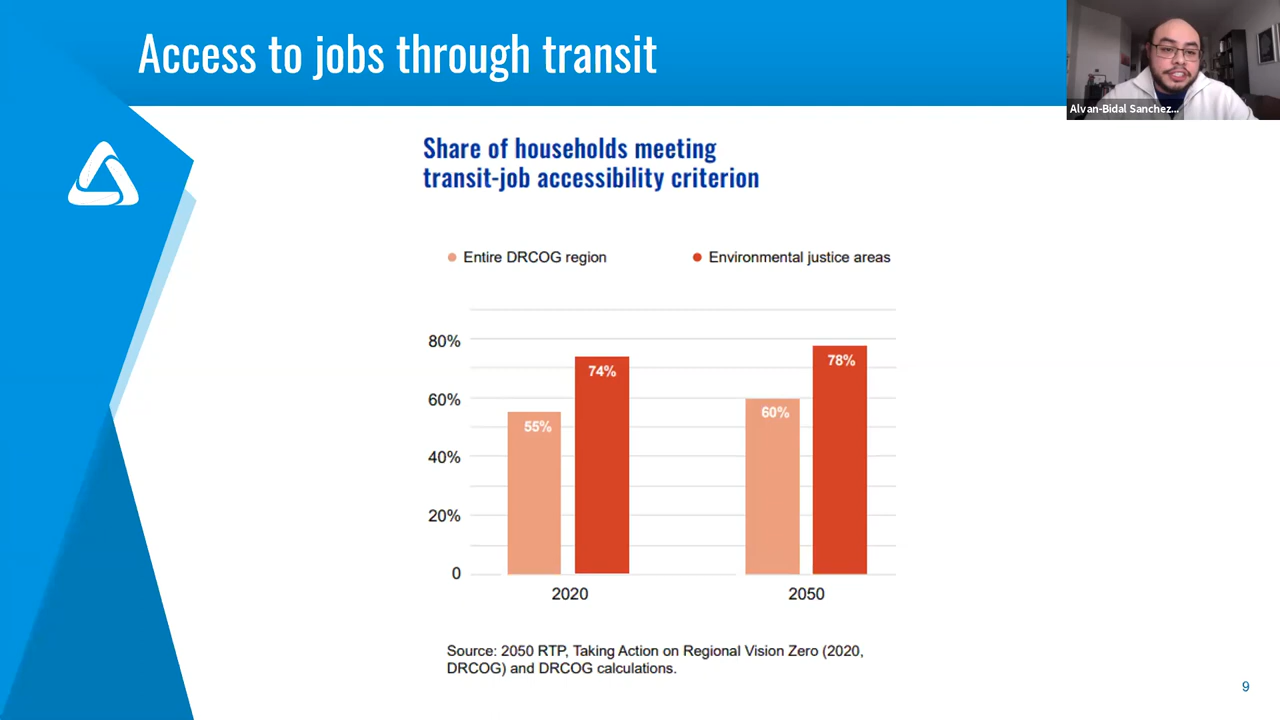 Access to jobs through transit
Alvan-Bidal Sanchez...
Share of households meeting
transit-job accessibility criterion
Entire DRCOG region
Environmental justice areas
80%
60%
40%
20%
0
55%
74%
60%
78%
2020
2050
Source: 2050 RTP, Taking Action on Regional Vision Zero (2020,
DRCOG) and DRCOG calculations.
9